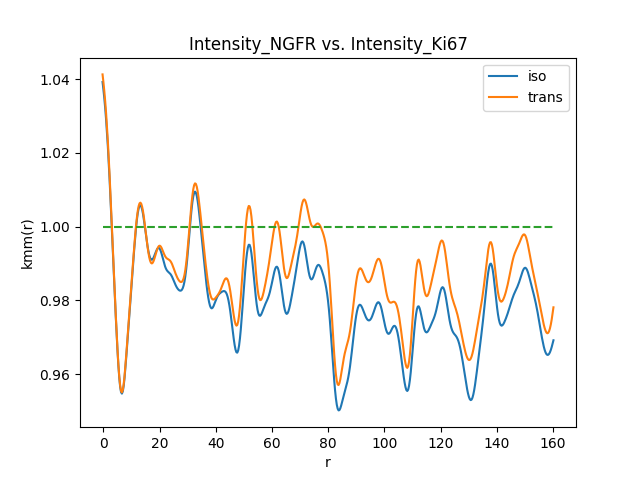 Intensity_NGFR vs. Intensity_Ki67
iso
trans
1.04
1.02
1.00
0.98
0.96
kmm(r)
0 20 40 60 80 100 120 140 160
r